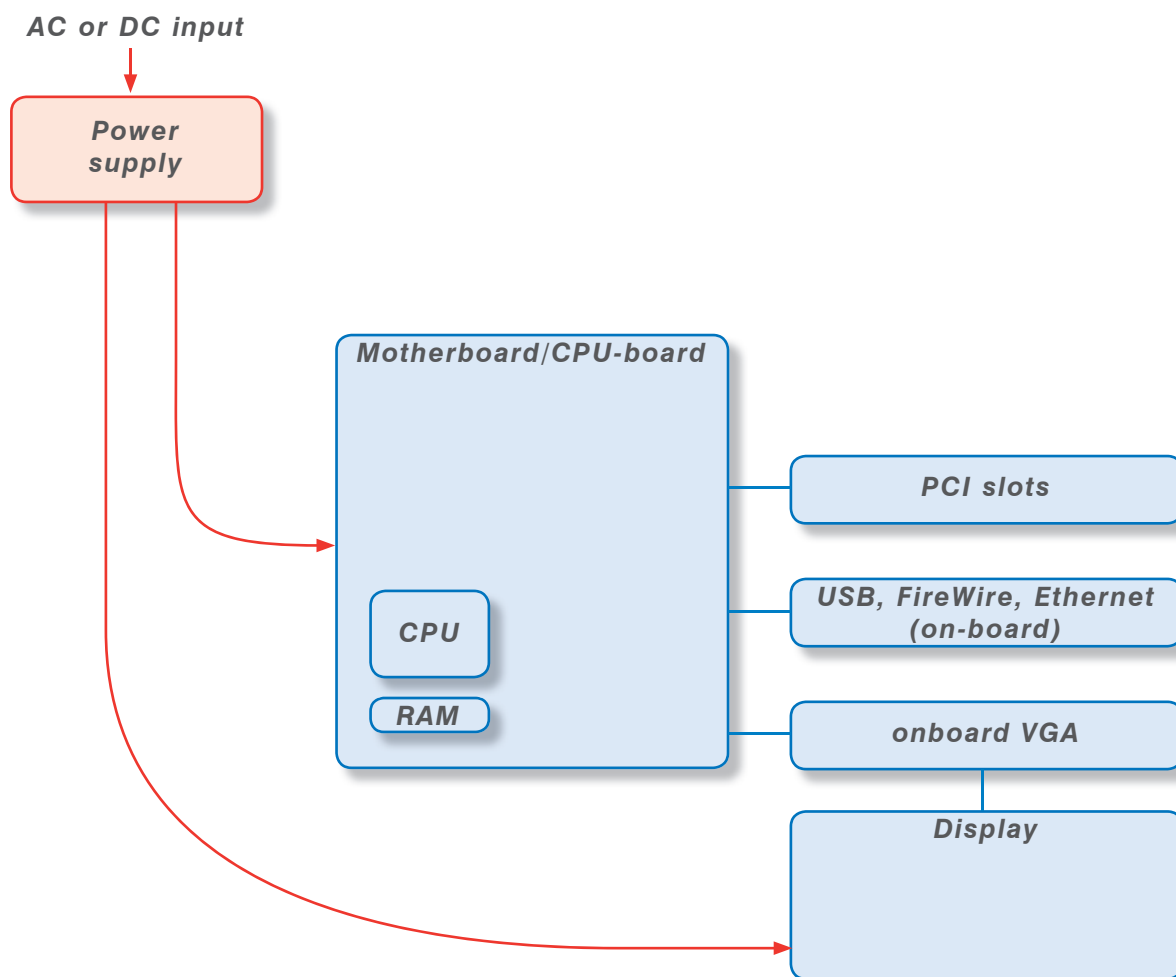 AC or DC input
Power
supply
Motherboard/CPU-board
PCI slots
USB, FireWire, Ethernet
(on-board)
CPU
RAM
onboard VGA
Display